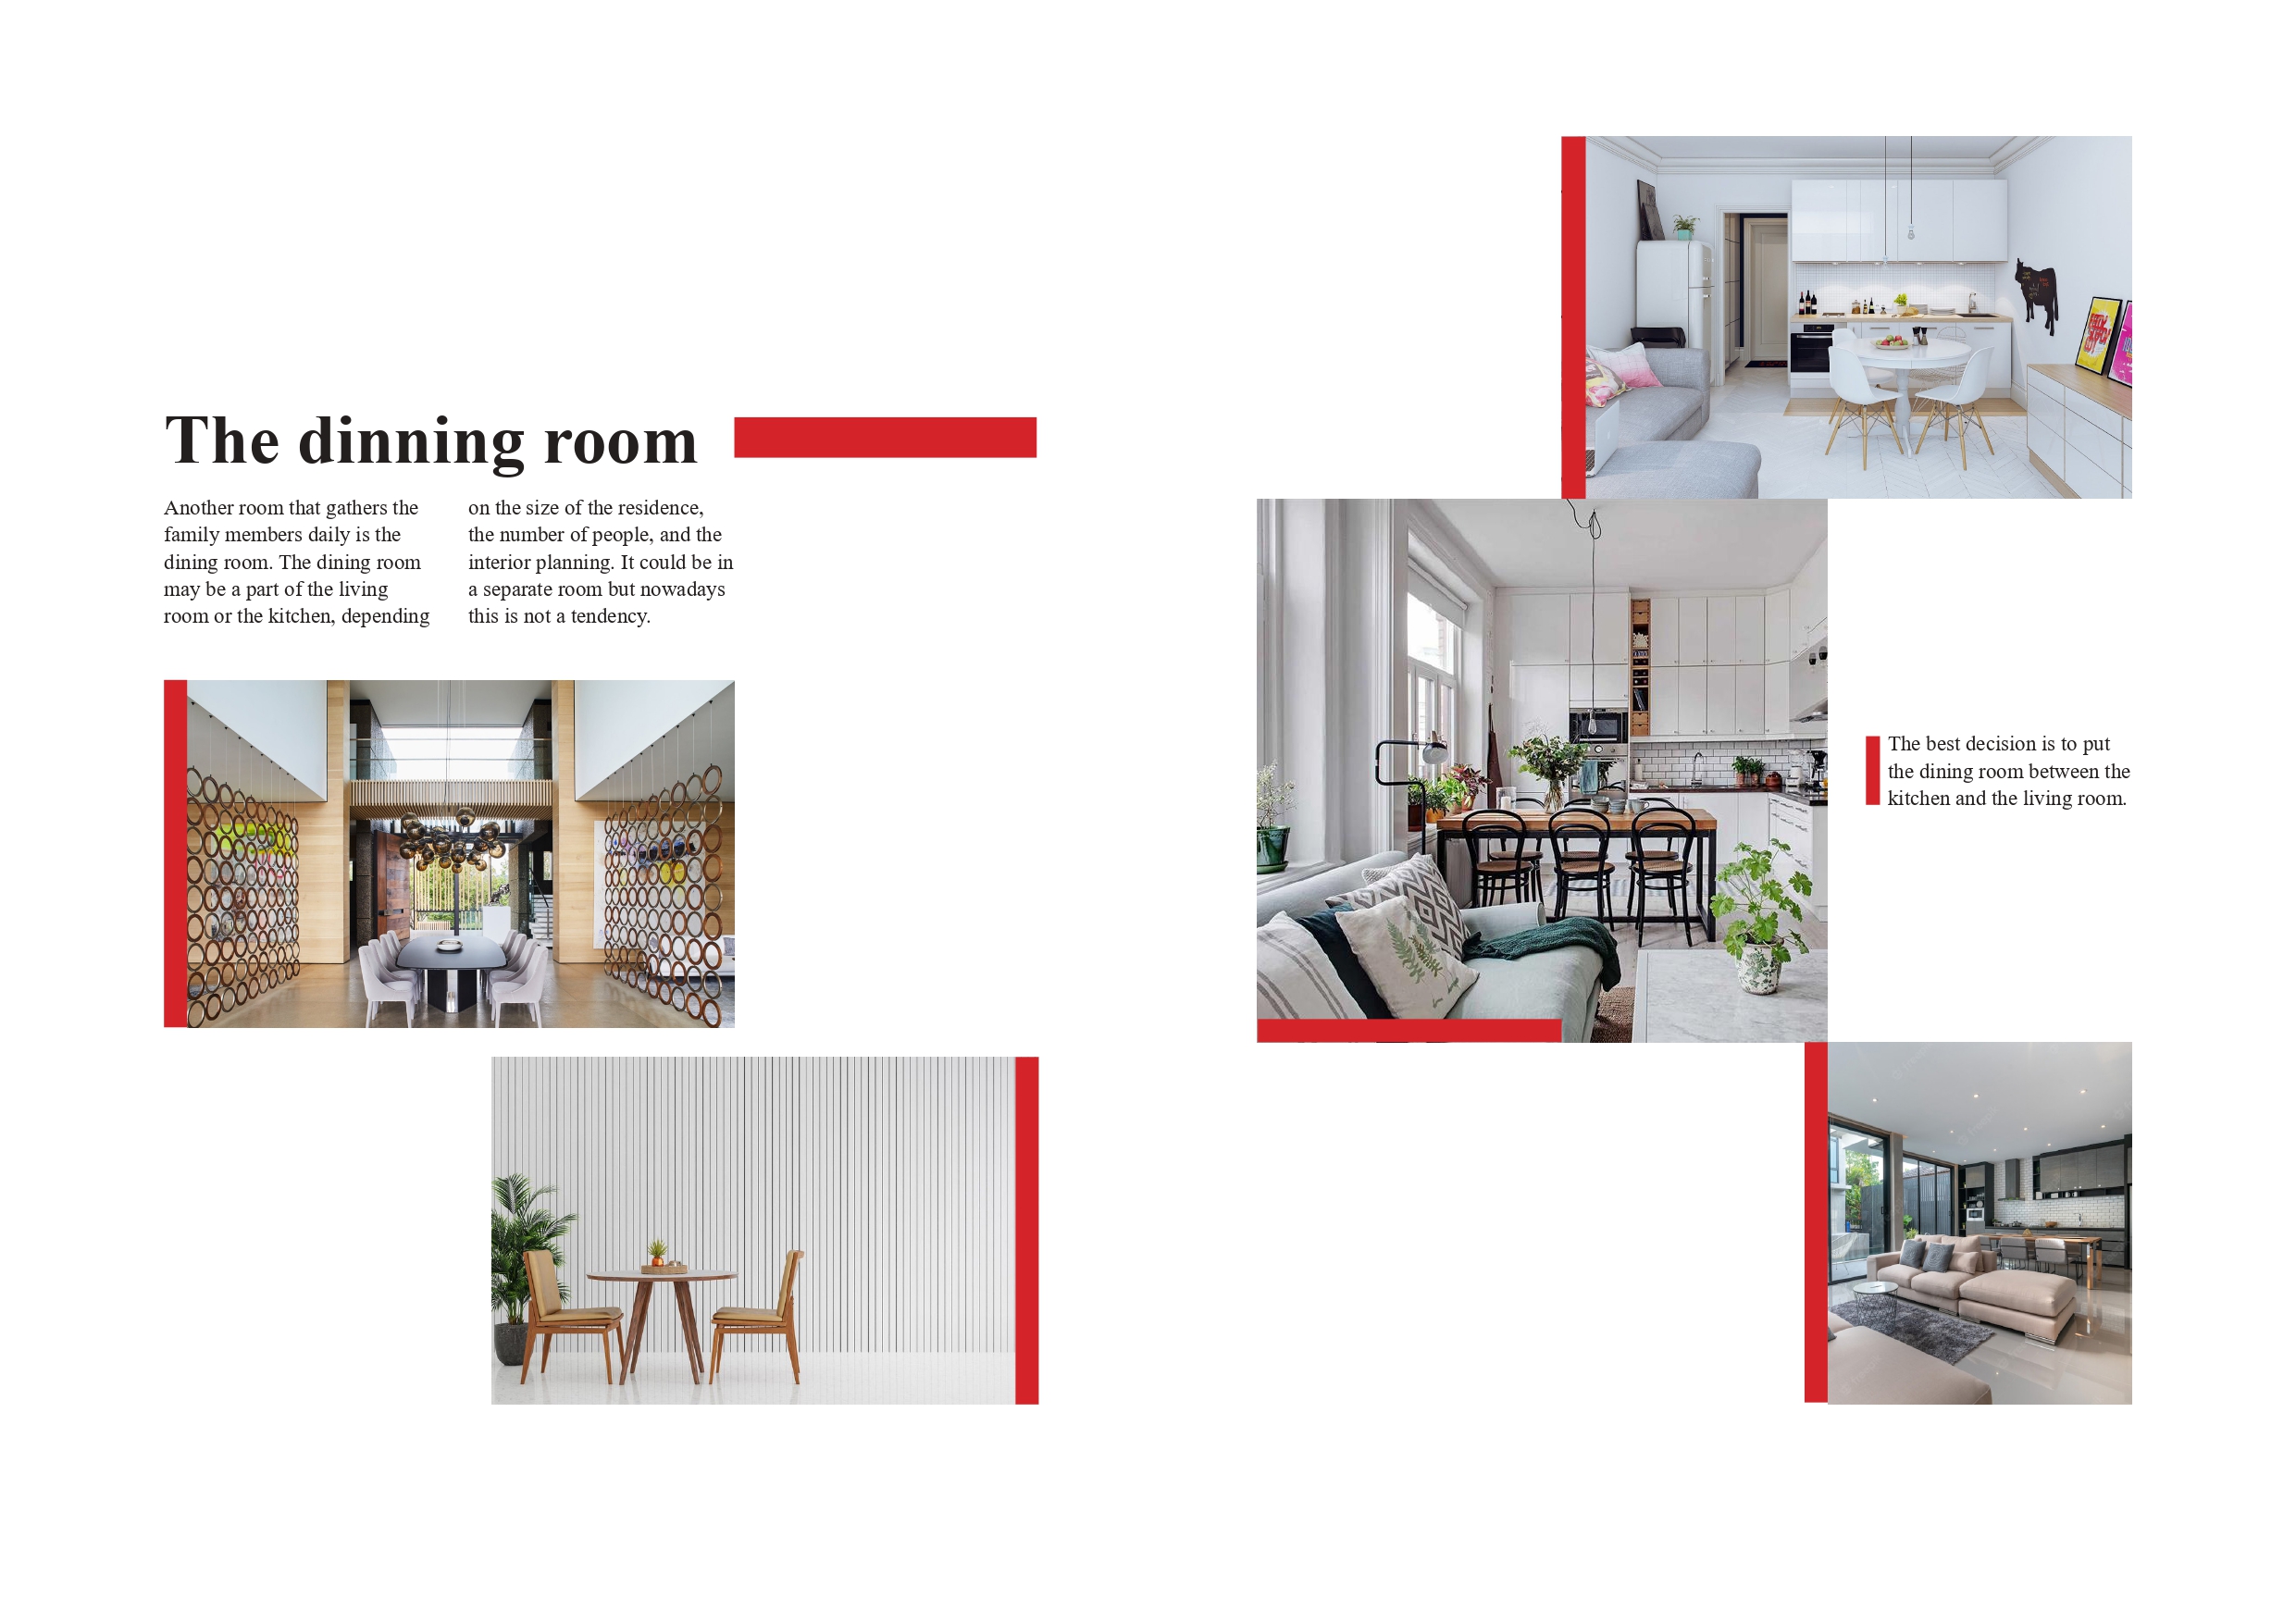 The dinning room
Another room that gathers the
family members daily is the
dining room. The dining room
may be a part of the living
room or the kitchen, depending
on the size of the residence,
the number of people, and the
interior planning. It could be in
a separate room but nowadays
this is not a tendency.
The best decision is to put
the dining room between the
kitchen and the living room.